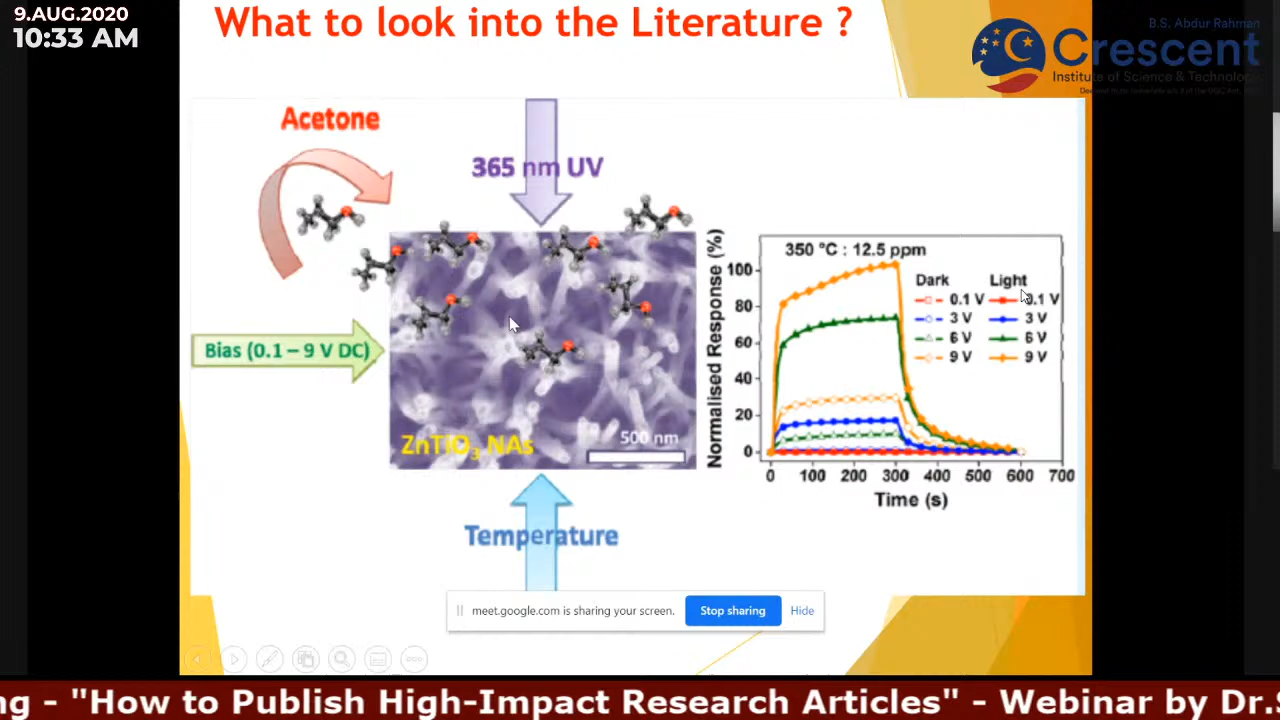 9.AUG.2020
10:33 AM
What to look into the Literature ?
B.S. Abdur Rahman
Crescent
Institute of Science & Technology
Acetone
365 nm UV
Bias (0.1 – 9 V DC)
ZnTiO3 NAs
500 nm
Temperature
Normalised Response (%)
350 °C : 12.5 ppm
Dark Light
0.1 V 0.1 V
3 V 3 V
6 V 6 V
9 V 9 V
100
80
60
40
20
0
0 100 200 300 400 500 600 700
Time (s)
meet.google.com is sharing your screen. Stop sharing Hide
ng - "How to Publish High-Impact Research Articles" - Webinar by Dr.S